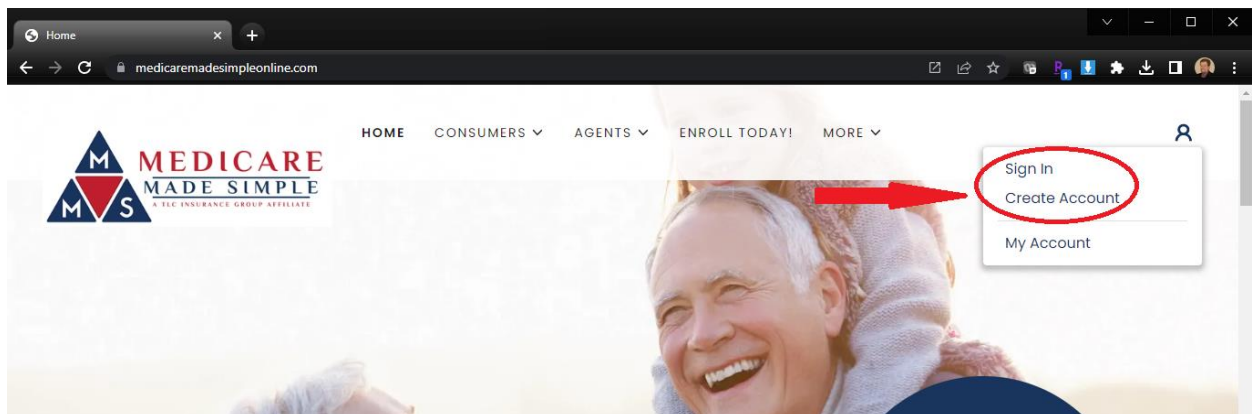 Home
medicaremadesimpleonline.com
1
HOME CONSUMERS AGENTS ENROLL TODAY! MORE
M
M S
MEDICARE
MADE SIMPLE
A TLC INSURANCE GROUP AFFILIATE
Sign In
Create Account
My Account